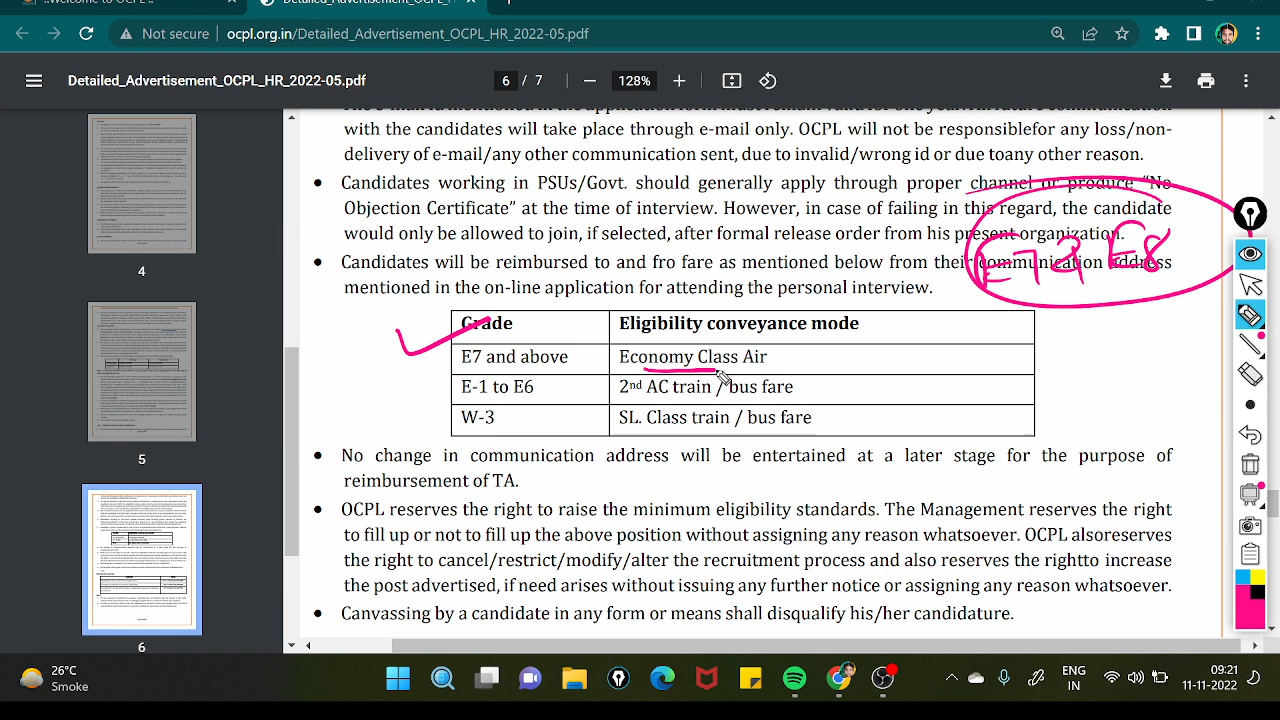 ..:Welcome to OCPL :..
Detailed_Advertisement_OCPL_H
Not secure
ocpl.org.in/Detailed_Advertisement_OCPL_HR_2022-05.pdf
Detailed_Advertisement_OCPL_HR_2022-05.pdf
6 / 7
128%
4
5
6
what the candidates will take place through e-mail only. OCPL will not be responsible for any loss/non-
delivery of e-mail/any other communication sent, due to invalid/wrong id or due to any other reason.
• Candidates working in PSUs/Govt. should generally apply through proper channel or produce “No
Objection Certificate” at the time of interview. However, in case of failing in this regard, the candidate
would only be allowed to join if selected, after formal release order from his present organization.
• Candidates will be reimbursed to and fro fare as mentioned below from their communication address
mentioned in the on-line application for attending the personal interview.
E7 2 E8
Grade Eligibility conveyance mode
E7 and above Economy Class Air
E-1 to E6 2nd AC train / bus fare
W-3 SL. Class train / bus fare
• No change in communication address will be entertained at a later stage for the purpose of
reimbursement of TA.
• OCPL reserves the right to raise the minimum eligibility standards. The Management reserves the right
to fill up or not to fill up the above position without assigning any reason whatsoever. OCPL alsoreserves
the right to cancel/restrict/modify/alter the recruitment process and also reserves the rightto increase
the post advertised, if need arises, without issuing any further notice orassigning any reason whatsoever.
• Canvassing by a candidate in any form or means shall disqualify his/her candidature.
26°C
Smoke
ENG
IN
09:21
11-11-2022